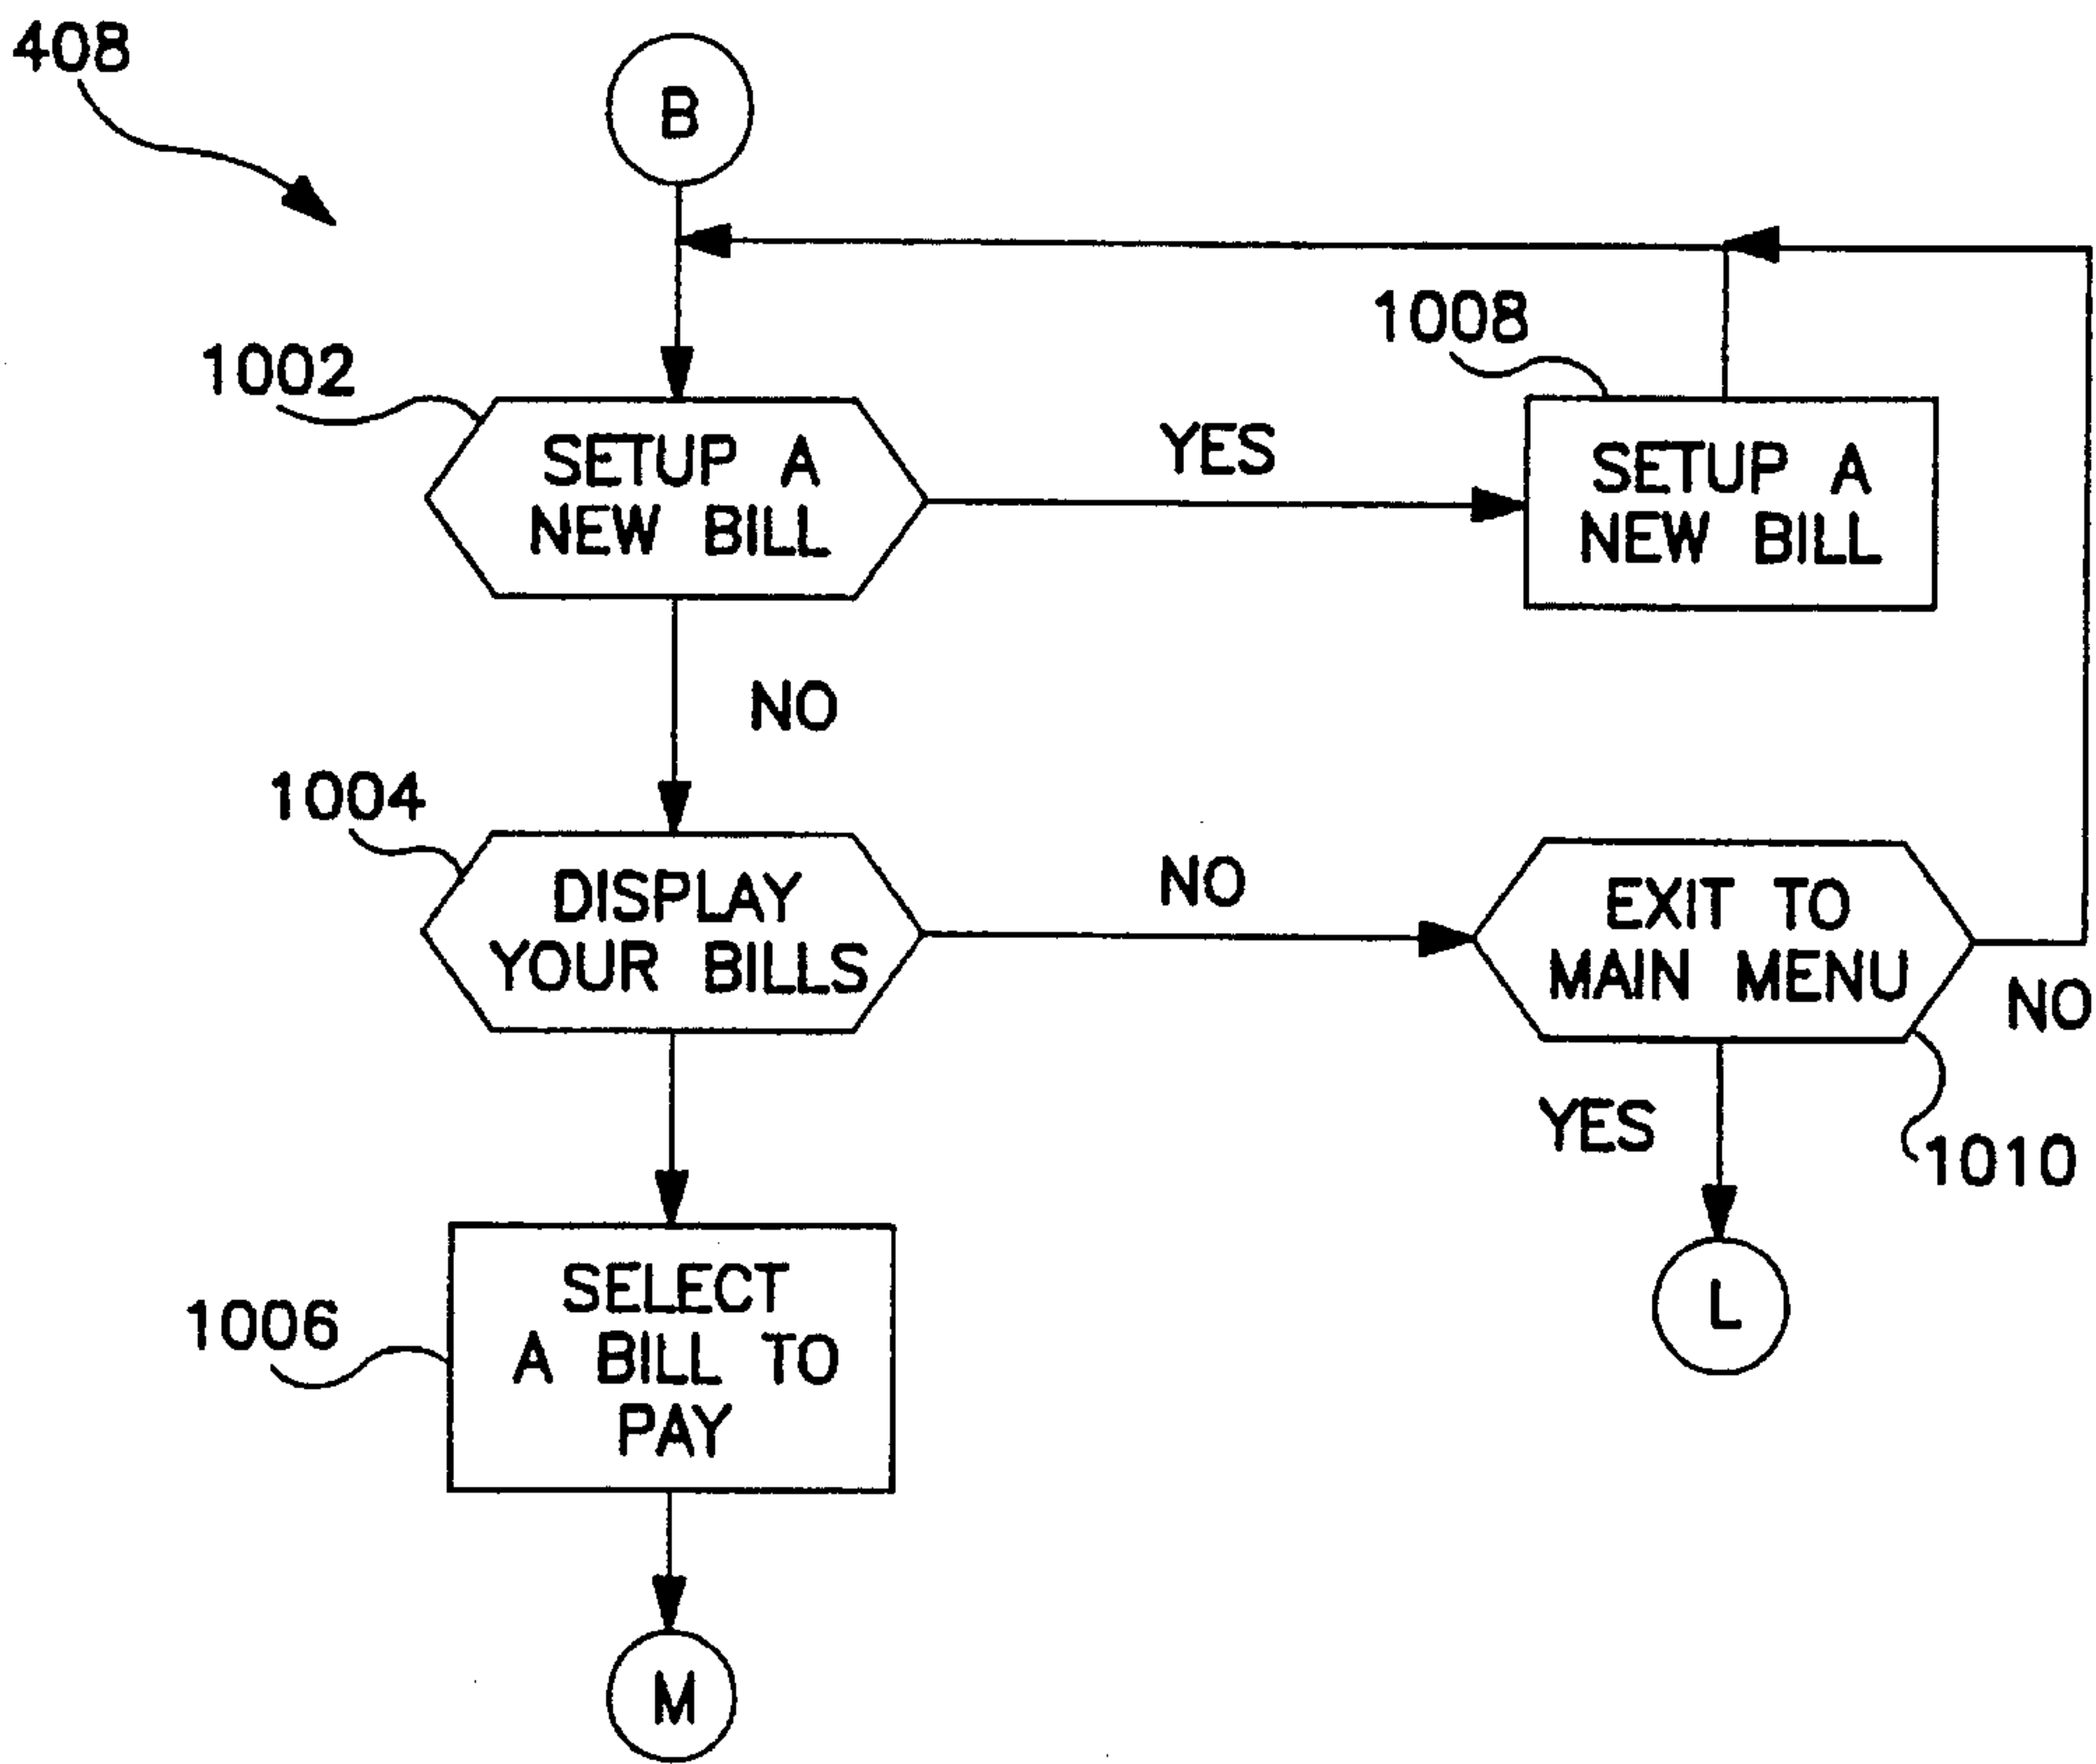 408
B
1008
1002
SETUP A
NEW BILL
YES
SETUP A
NEW BILL
NO
1004
DISPLAY
YOUR BILLS
NO
EXIT TO
MAIN MENU
NO
YES
1010
1006
SELECT
A BILL TO
PAY
L
M